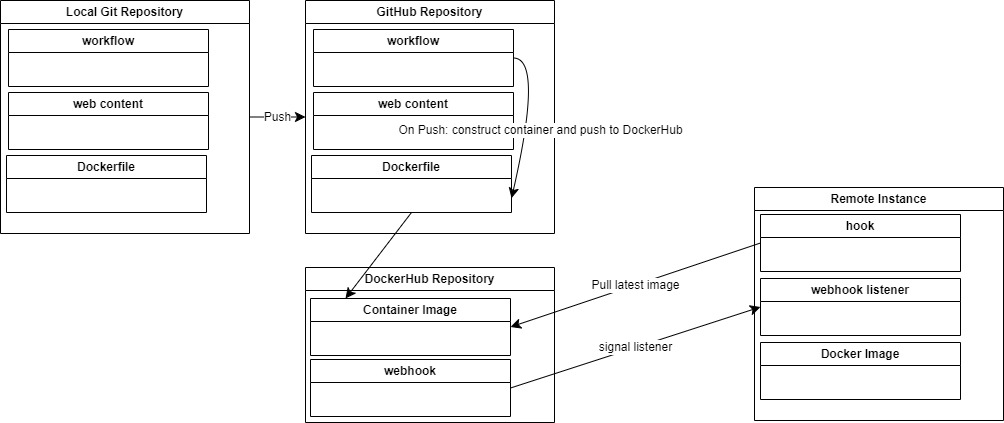 Local Git Repository
workflow
web content
Dockerfile
Push
GitHub Repository
workflow
web content
On Push: construct container and push to DockerHub
Dockerfile
DockerHub Repository
Container Image
webhook
Pull latest image
signal listener
Remote Instance
hook
webhook listener
Docker Image